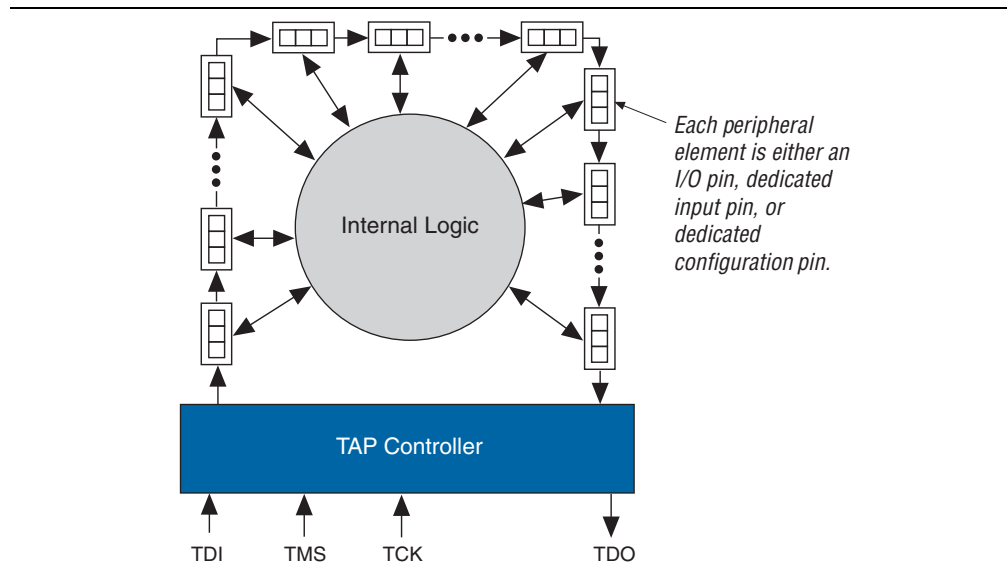 Each peripheral
element is either an
I/O pin, dedicated
input pin, or
dedicated
configuration pin.
Internal Logic
TAP Controller
TDI TMS TCK TDO